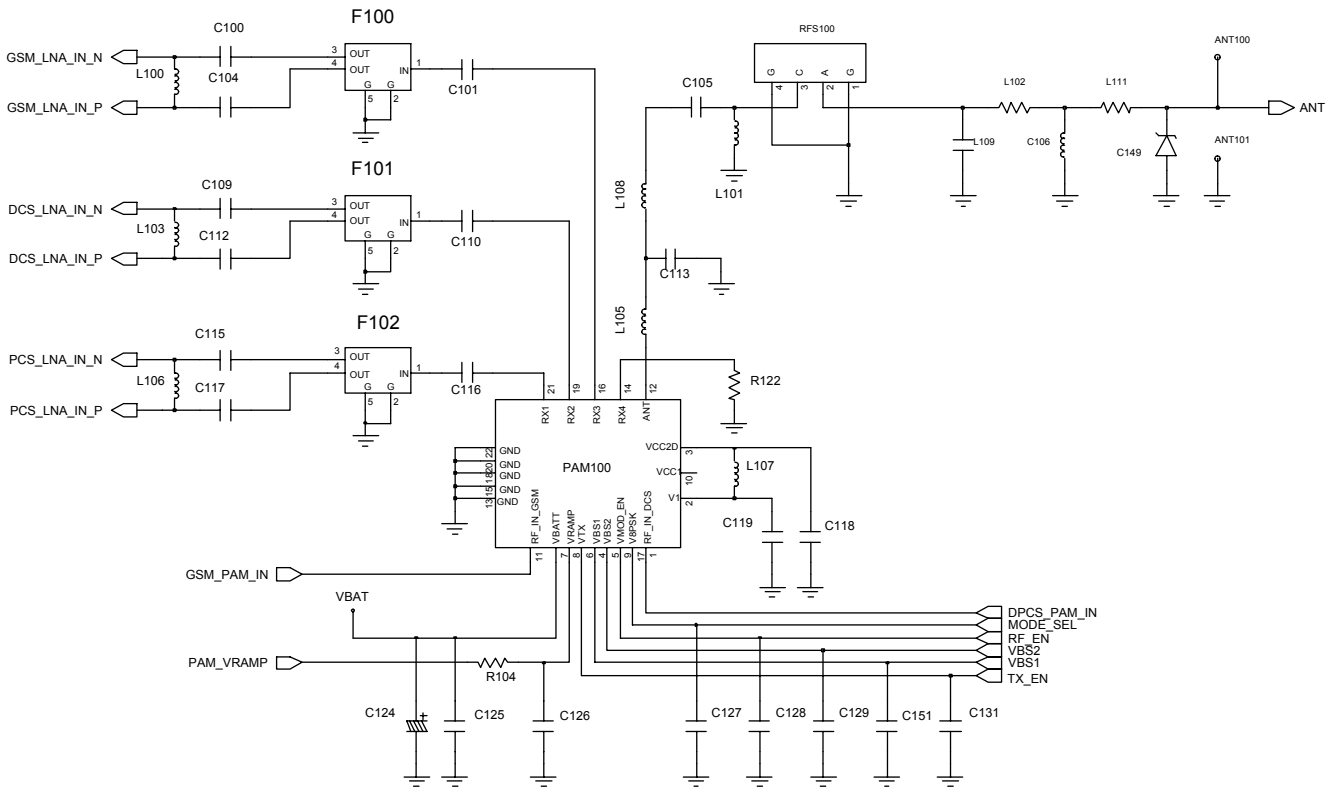 F100
C100
GSM_LNA_IN_N
L100
C104
GSM_LNA_IN_P
3
4
OUT
OUT
IN
1
G
G
5
2
C101
F101
C109
DCS_LNA_IN_N
L103
C112
DCS_LNA_IN_P
3
4
OUT
OUT
IN
1
G
G
5
2
C110
F102
C115
PCS_LNA_IN_N
L106
C117
PCS_LNA_IN_P
3
4
OUT
OUT
IN
1
G
G
5
2
C116
RFS100
G
C
A
G
4
3
2
1
C105
L101
L108
C113
L105
L109
L102
C106
L111
C149
ANT100
ANT101
ANT
R122
21
19
16
14
12
RX1
RX2
RX3
RX4
ANT
PAM100
22
GND
20
GND
18
GND
15
GND
13
GND
VCC2D
3
VCC1
10
V1
2
L107
C119
C118
RF_IN_GSM
VBATT
VRAMP
VTX
VBS1
VBS2
VMOD_EN
V8PSK
RF_IN_DCS
11
7
8
6
4
5
9
17
1
GSM_PAM_IN
VBAT
PAM_VRAMP
R104
DPCS_PAM_IN
MODE_SEL
RF_EN
VBS2
VBS1
TX_EN
C124
+
C125
C126
C127
C128
C129
C151
C131